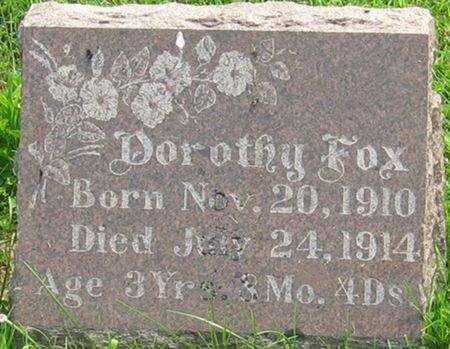 Dorothy Fox
Born Nov. 20, 1910
Died July 24, 1914
Age 3 Yrs. 8 Mo. 4 Ds